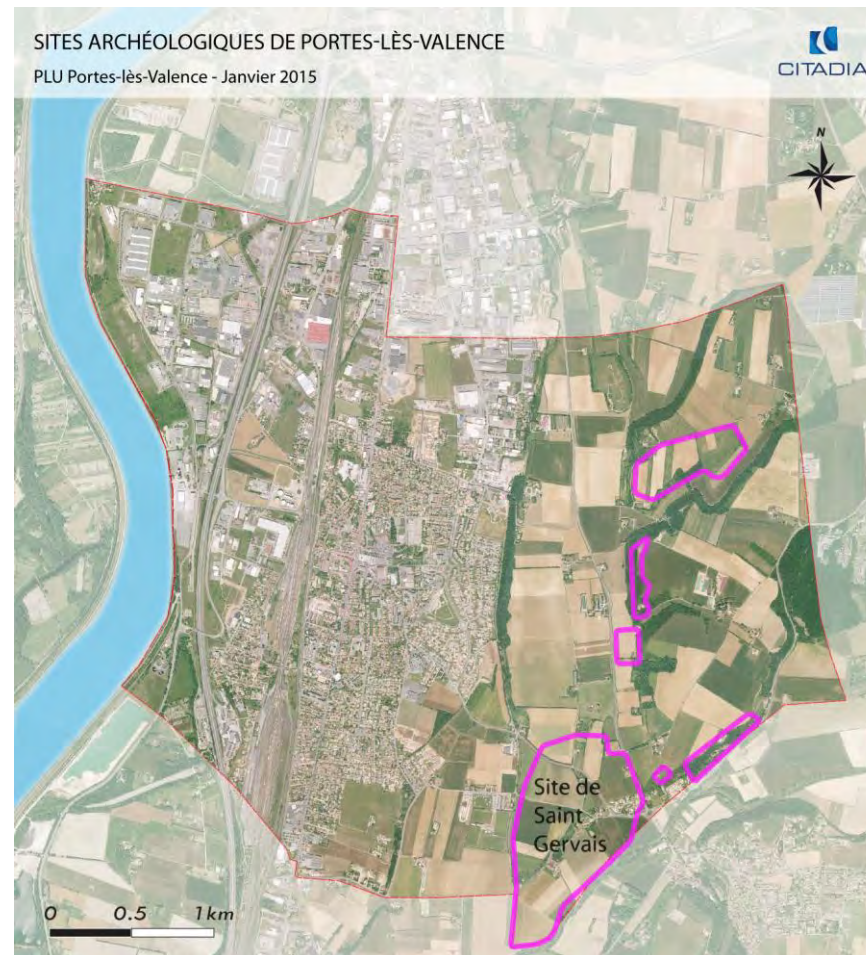 SITES ARCHÉOLOGIQUES DE PORTES-LÈS-VALENCE
PLU Portes-lès-Valence - Janvier 2015
CITADIA
N
Site de
Saint
Gervais
0 0.5 1km